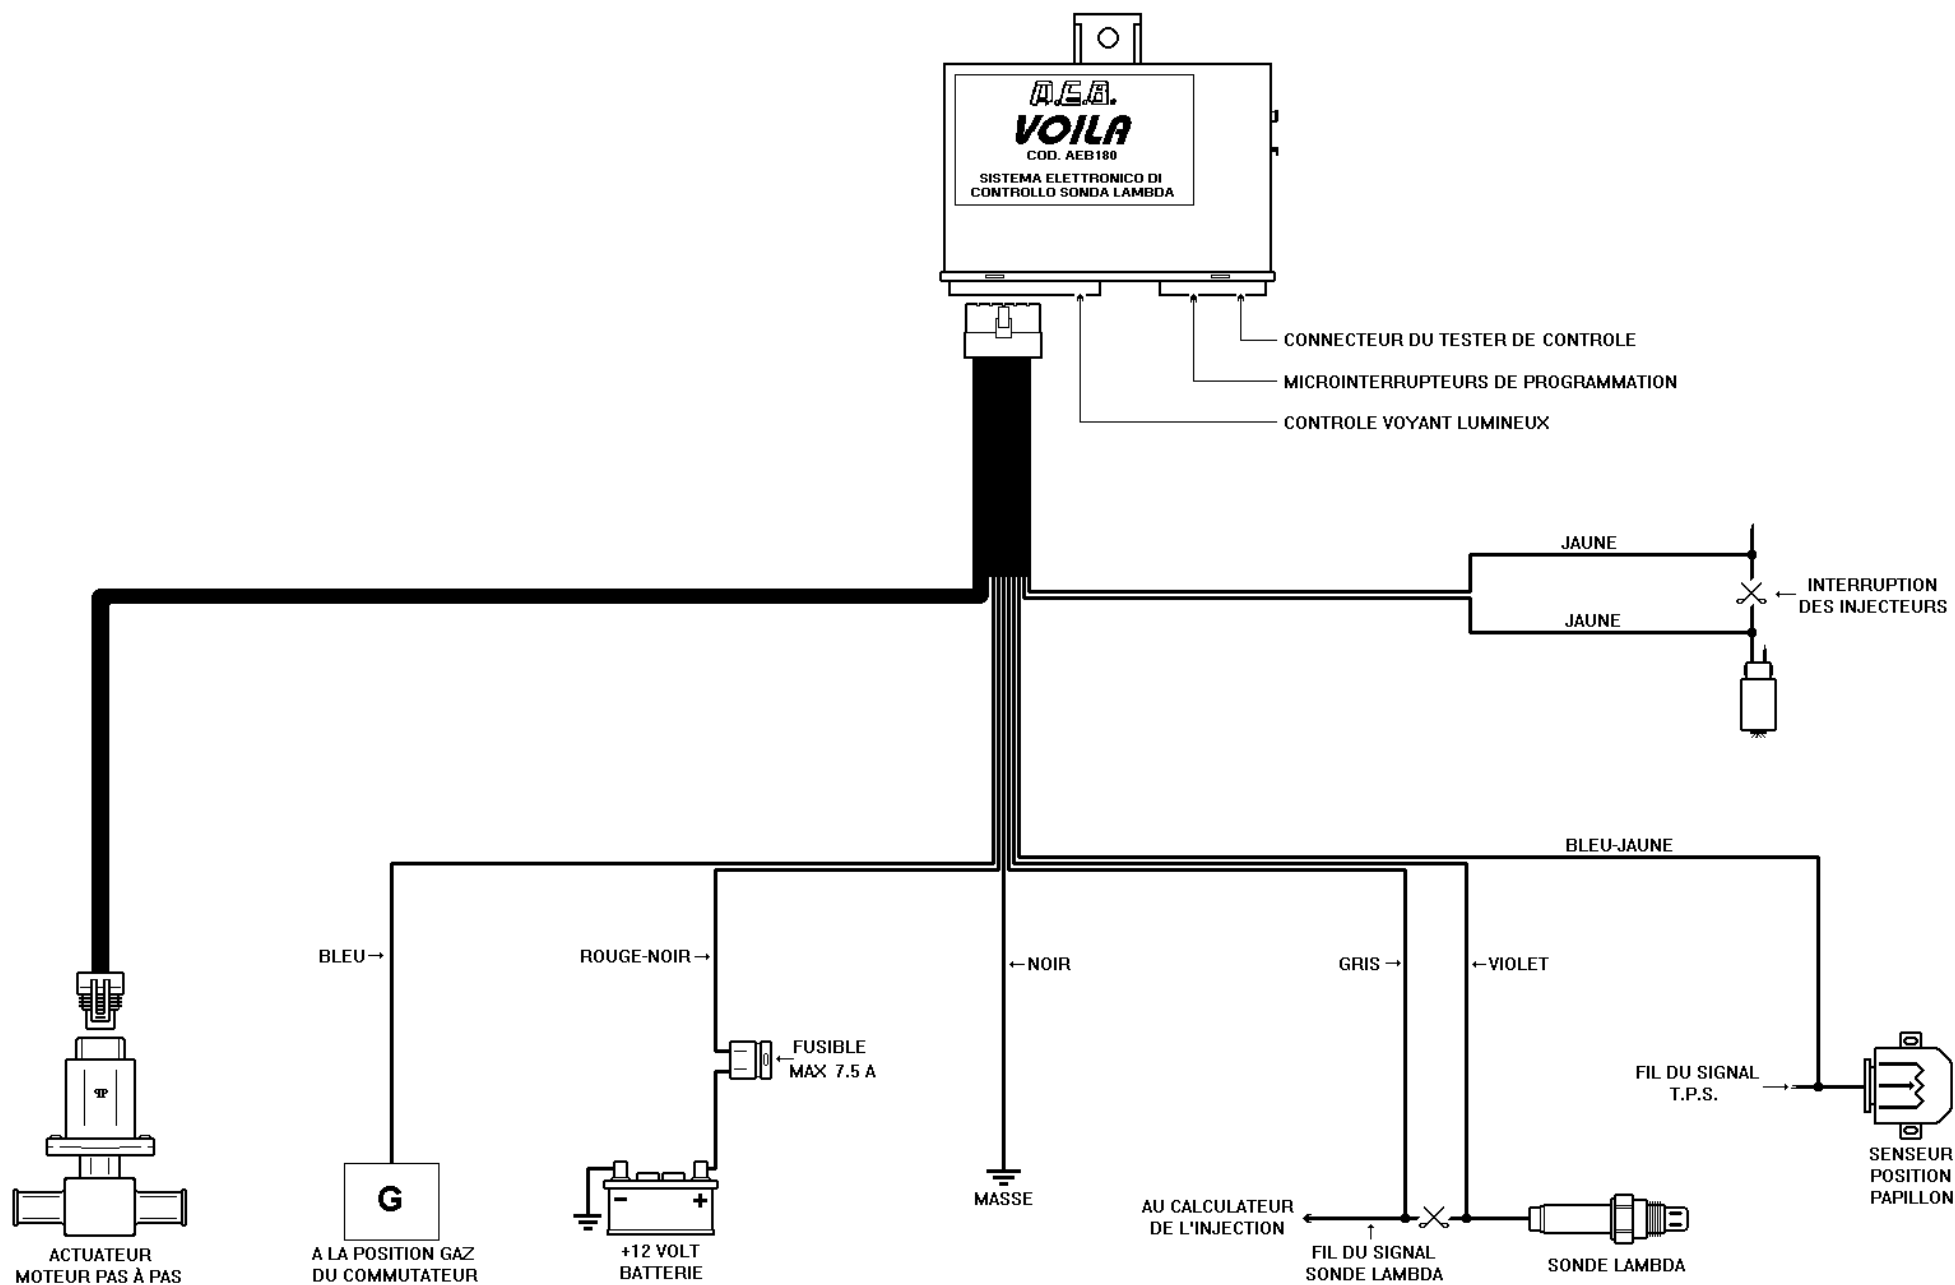 A.E.B.
VOILA
COD. AEB180
SISTEMA ELETTRONICO DI
CONTROLLO SONDA LAMBDA
CONNECTEUR DU TESTER DE CONTROLE
MICROINTERRUPTEURS DE PROGRAMMATION
CONTROLE VOYANT LUMINEUX
JAUNE
INTERRUPTION
DES INJECTEURS
JAUNE
BLEU-JAUNE
BLEU
ROUGE-NOIR
NOIR
GRIS
VIOLET
FUSIBLE
MAX 7.5 A
FIL DU SIGNAL
T.P.S.
SENSEUR
POSITION
PAPILLON
G
- +
MASSE
AU CALCULATEUR
DE L'INJECTION
ACTUATEUR
MOTEUR PAS À PAS
A LA POSITION GAZ
DU COMMUTATEUR
+12 VOLT
BATTERIE
FIL DU SIGNAL
SONDE LAMBDA
SONDE LAMBDA